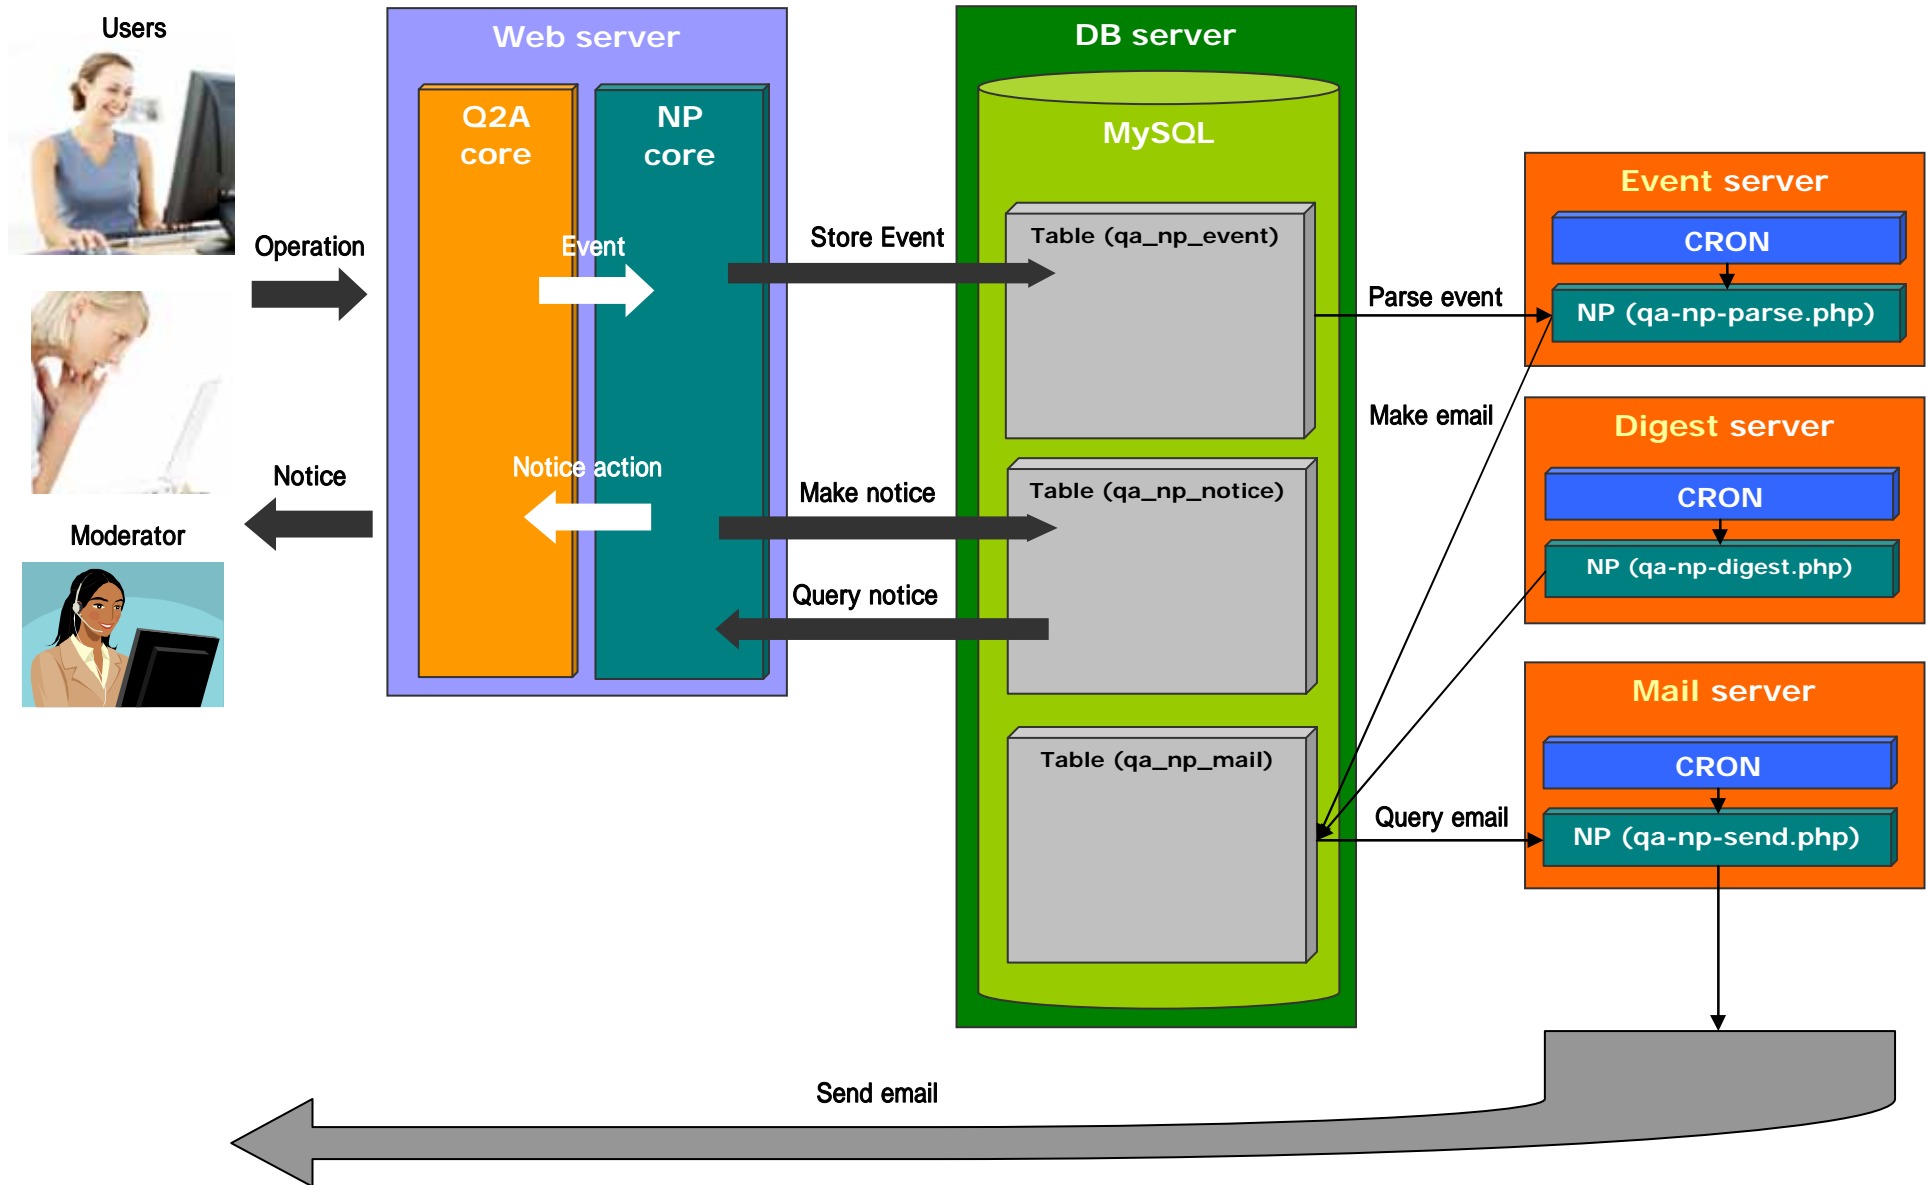 Users
Operation
Notice
Moderator
Web server
Q2A
core
NP
core
Event
Notice action
Store Event
Make notice
Query notice
DB server
MySQL
Table (qa_np_event)
Table (qa_np_notice)
Table (qa_np_mail)
Parse event
Make email
Query email
Event server
CRON
NP (qa-np-parse.php)
Digest server
CRON
NP (qa-np-digest.php)
Mail server
CRON
NP (qa-np-send.php)
Send email